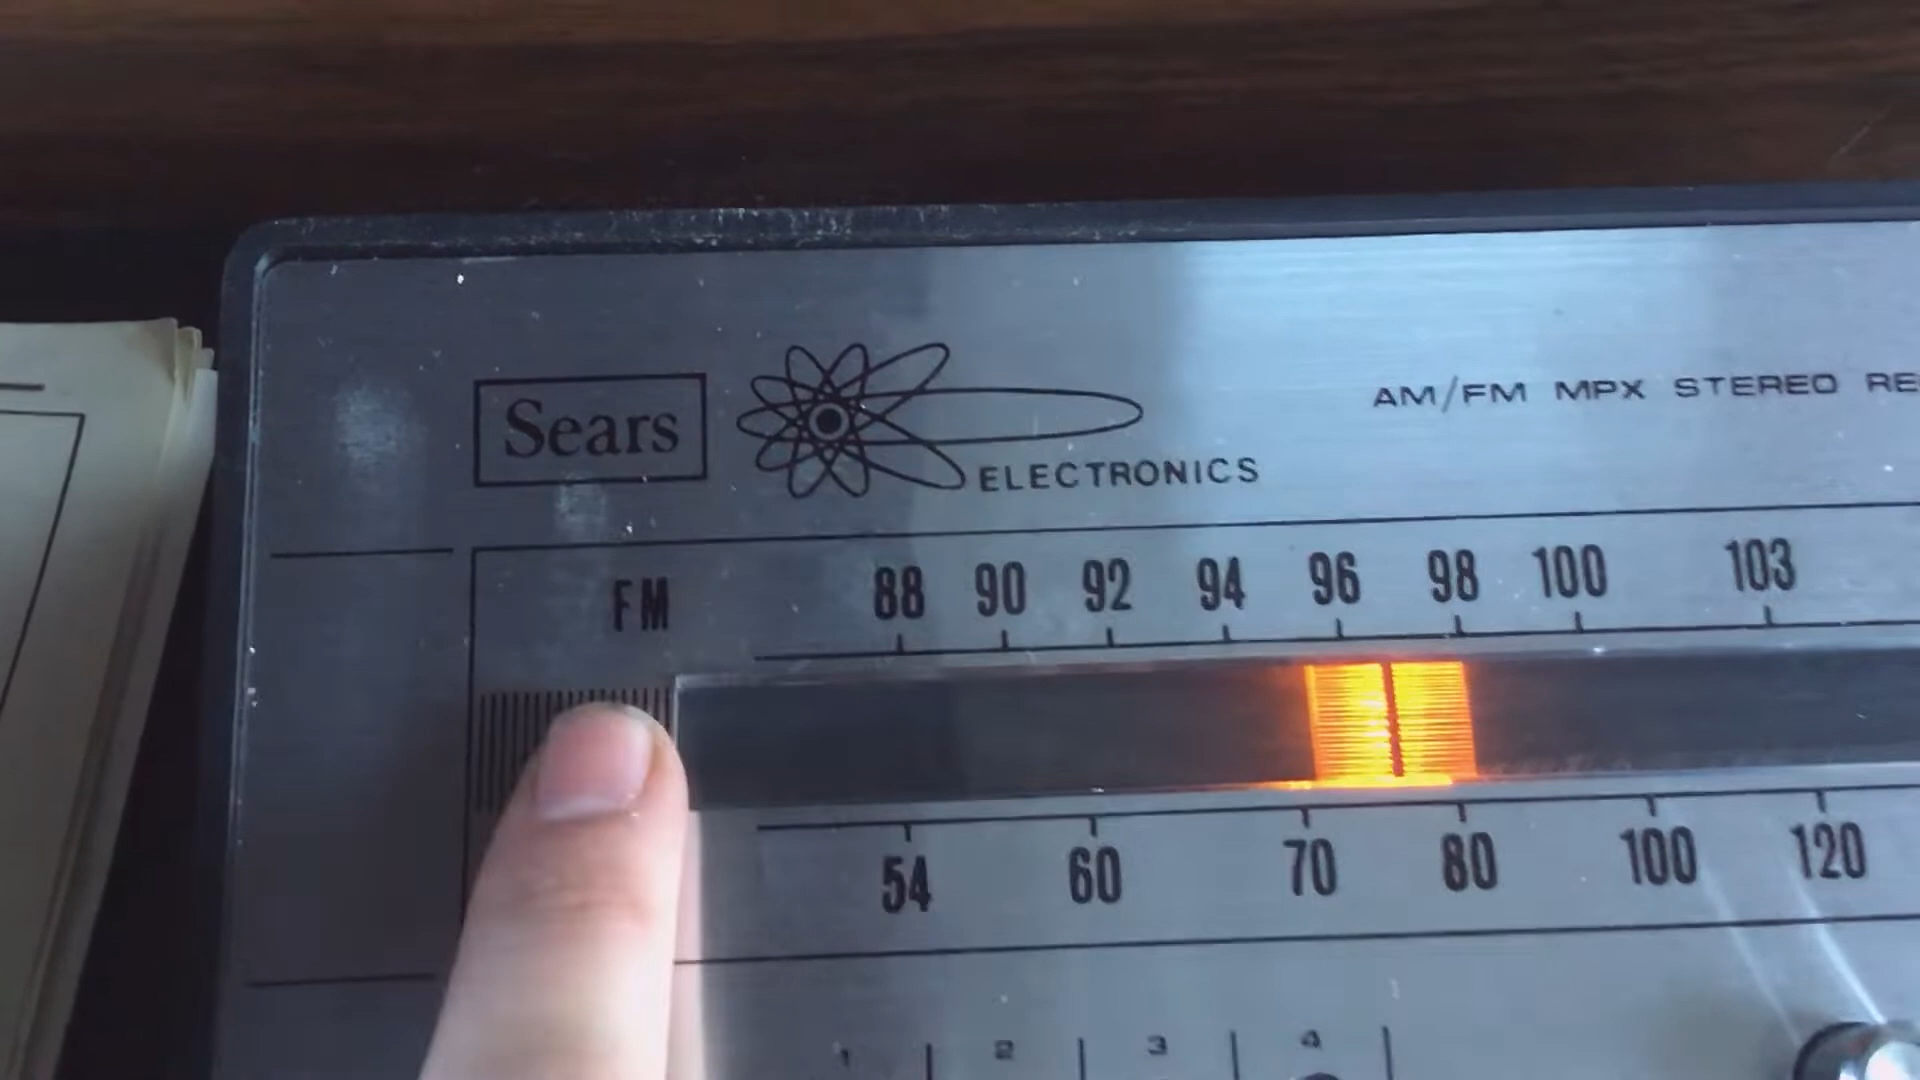 Sears
ELECTRONICS
AM/FM MPX STEREO RE
FM 88 90 92 94 96 98 100 103
54 60 70 80 100 120
1 2 3 4